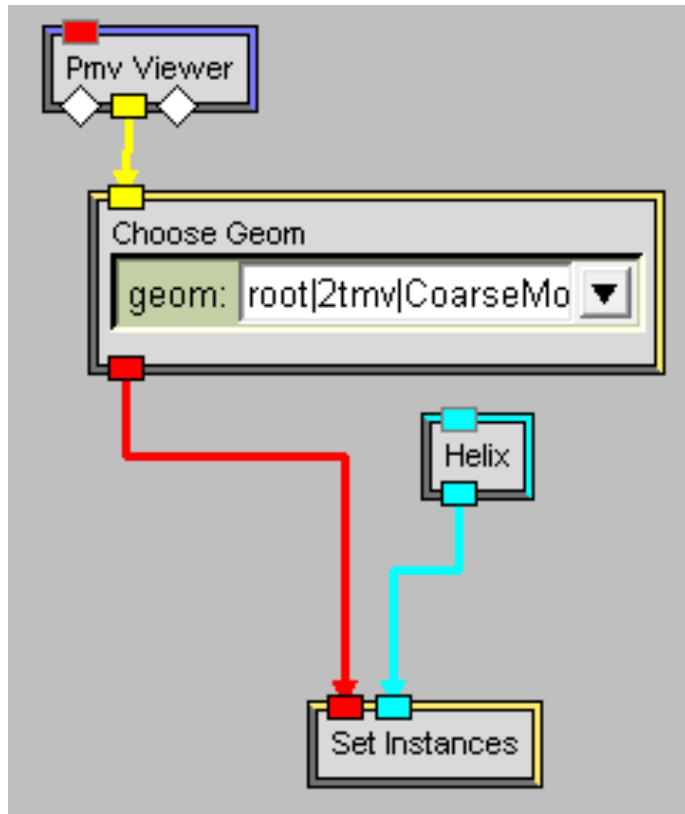 Pmv Viewer
Choose Geom
geom: root|2tmv|CoarseMo
Helix
Set Instances